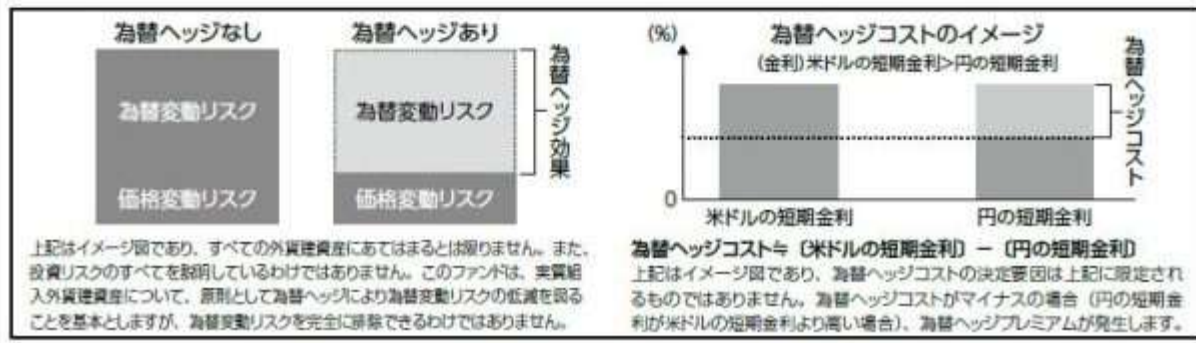 為替ヘッジなし
為替変動リスク
価格変動リスク
為替ヘッジあり
為替変動リスク
価格変動リスク
為替ヘッジ効果
上記はイメージ図であり、すべての外貨建資産にあてはまるとは限りません。また、
投資リスクのすべてを説明しているわけではありません。このファンドは、実質組
入外貨建資産について、原則として為替ヘッジにより為替変動リスクの低減を図る
ことを基本としますが、為替変動リスクを完全に排除できるわけではありません。
(%)
為替ヘッジコストのイメージ
(金利)米ドルの短期金利>円の短期金利
為替ヘッジコスト
0
米ドルの短期金利
円の短期金利
為替ヘッジコスト≒〔米ドルの短期金利〕－〔円の短期金利〕
上記はイメージ図であり、為替ヘッジコストの決定要因は上記に限定され
るものではありません。為替ヘッジコストがマイナスの場合（円の短期金
利が米ドルの短期金利より高い場合）、為替ヘッジプレミアムが発生します。